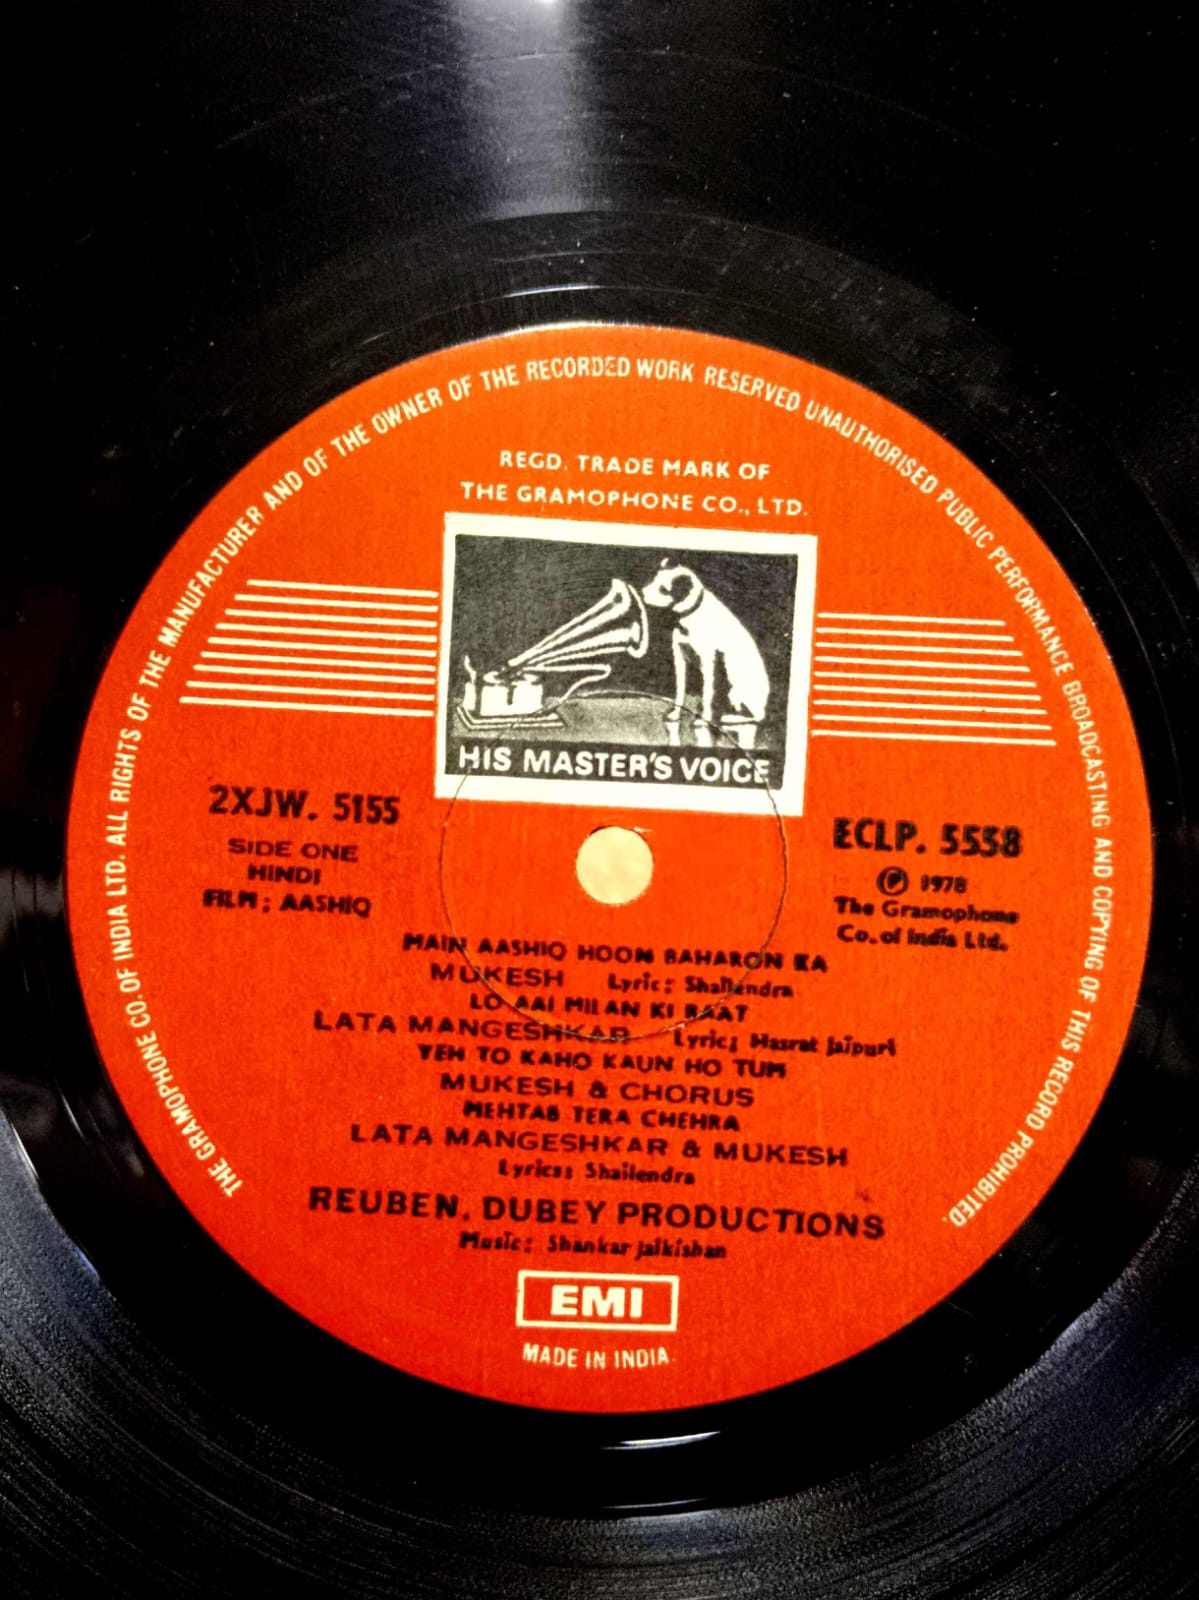 THE GRAMOPHONE CO. OF INDIA LTD. ALL RIGHTS OF THE MANUFACTURER AND OF THE OWNER OF THE RECORDED WORK RESERVED UNAUTHORISED PUBLIC PERFORMANCE BROADCASTING AND COPYING OF THIS RECORD PROHIBITED.
REGD. TRADE MARK OF
THE GRAMOPHONE CO., LTD.
HIS MASTER'S VOICE
2XJW. 5155
SIDE ONE
HINDI
FILM : AASHIQ
ECLP. 5558
℗ 1978
The Gramophone
Co. of India Ltd.
MAIN AASHIQ HOON BAHARON KA
MUKESH Lyric : Shailendra
LO AAI MILAN KI RAAT
LATA MANGESHKAR Lyric: Hasrat Jaipuri
YEH TO KAHO KAUN HO TUM
MUKESH & CHORUS
MEHTAB TERA CHEHRA
LATA MANGESHKAR & MUKESH
Lyrics: Shailendra
REUBEN. DUBEY PRODUCTIONS
Music : Shankar Jaikishan
EMI
MADE IN INDIA